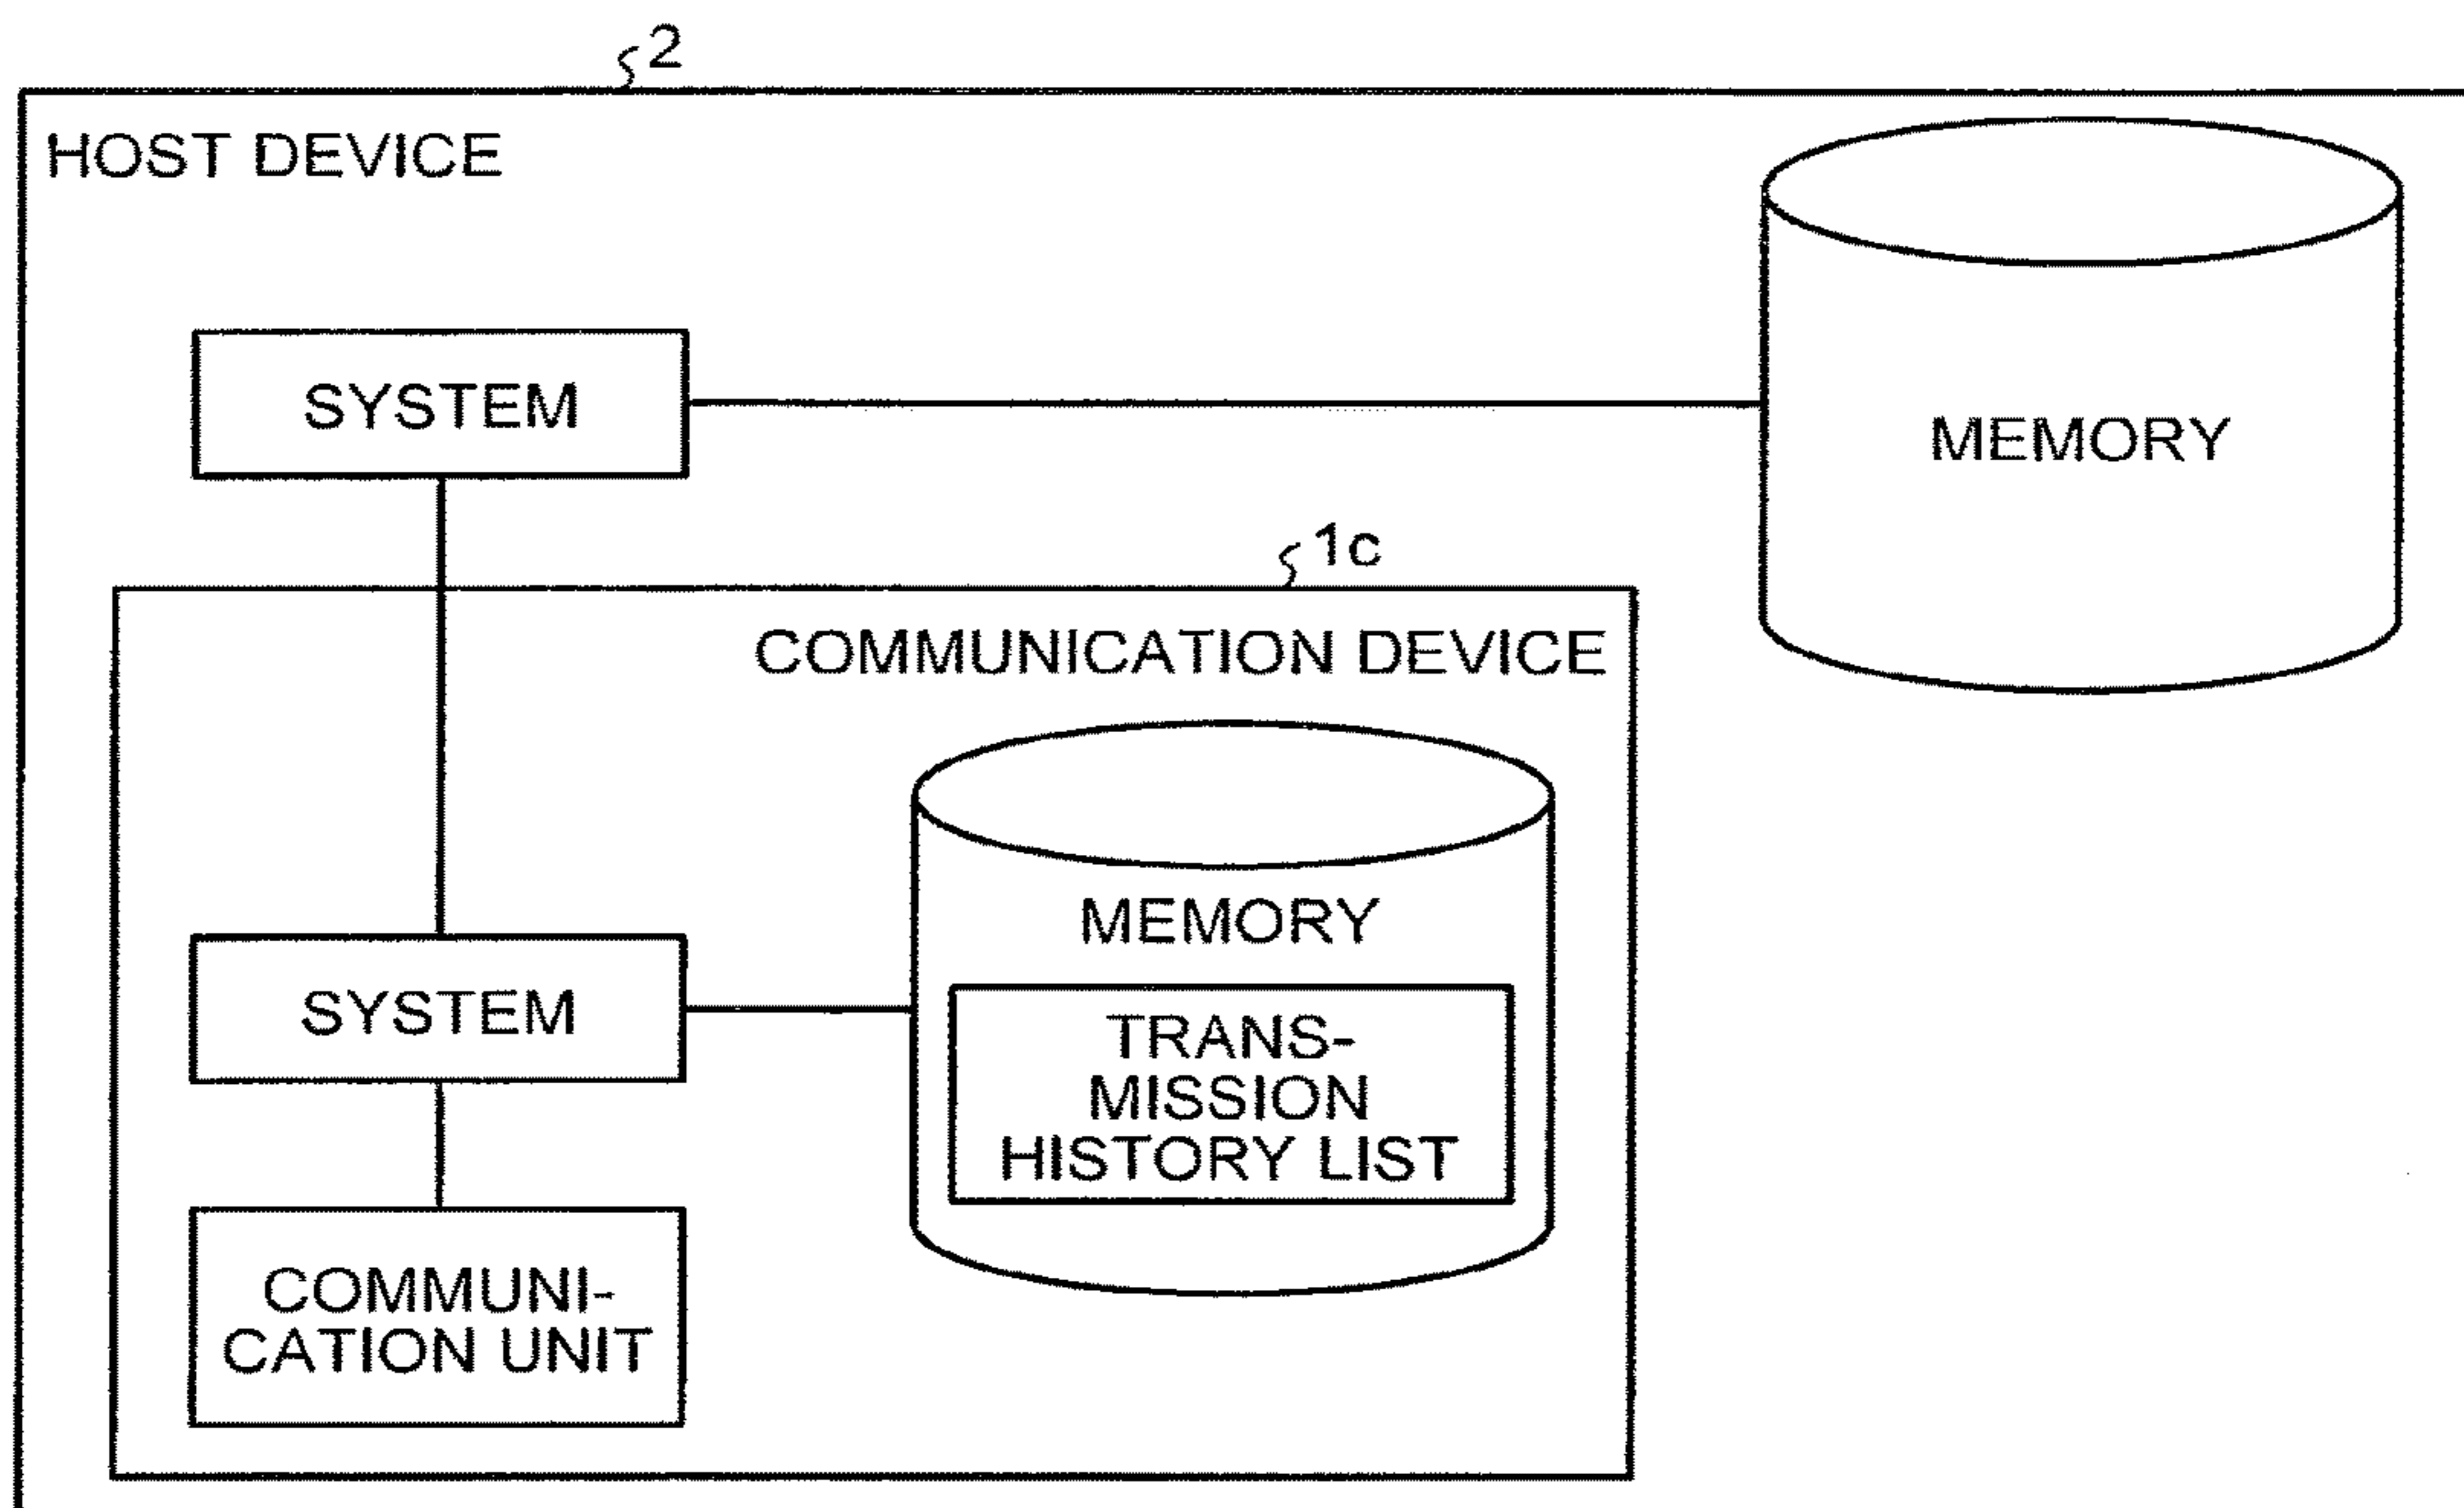 2
HOST DEVICE
SYSTEM
MEMORY
1c
COMMUNICATION DEVICE
MEMORY
SYSTEM
TRANS-
MISSION
HISTORY LIST
COMMUNI-
CATION UNIT